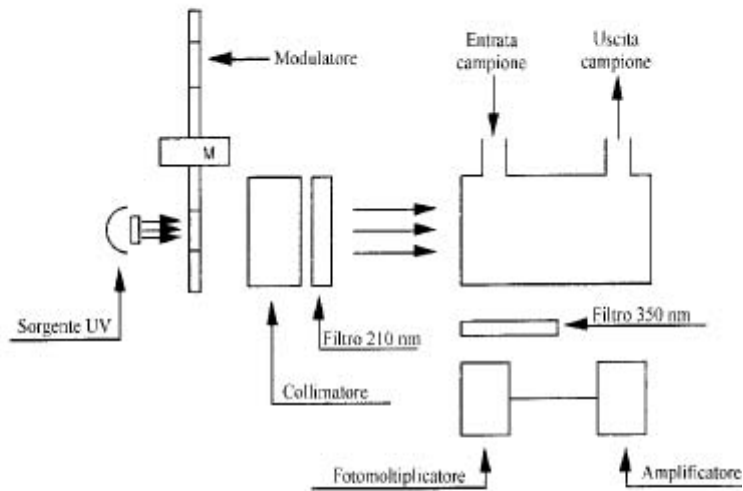 Modulatore
Entrata
campione
Uscita
campione
M
Sorgente UV
Filtro 210 nm
Filtro 350 nm
Collimatore
Fotomoltiplicatore
Amplificatore